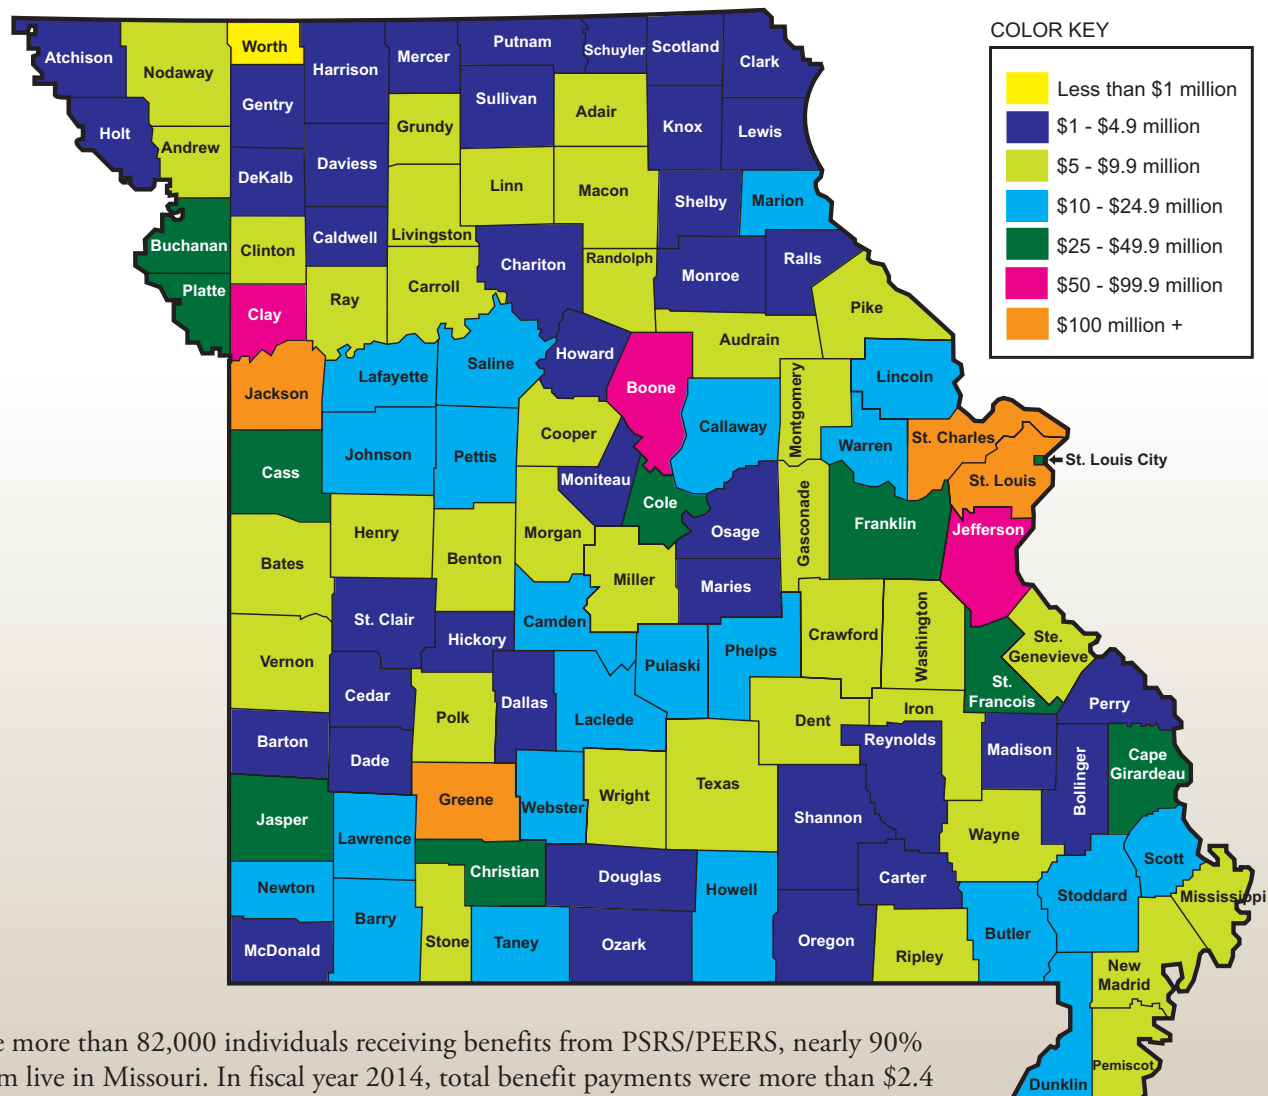 COLOR KEY
Less than $1 million
$1 - $4.9 million
$5 - $9.9 million
$10 - $24.9 million
$25 - $49.9 million
$50 - $99.9 million
$100 million +
Atchison
Nodaway
Worth
Harrison
Mercer
Putnam
Schuyler
Scotland
Clark
Gentry
Sullivan
Adair
Knox
Lewis
Holt
Andrew
Grundy
DeKalb
Daviess
Linn
Macon
Shelby
Marion
Buchanan
Clinton
Caldwell
Livingston
Chariton
Randolph
Monroe
Ralls
Platte
Clay
Ray
Carroll
Pike
Audrain
Jackson
Lafayette
Saline
Howard
Boone
Callaway
Montgomery
Lincoln
Warren
St. Charles
St. Louis City
St. Louis
Cass
Johnson
Pettis
Cooper
Moniteau
Cole
Osage
Gasconade
Franklin
Jefferson
Bates
Henry
Benton
Morgan
Miller
Maries
St. Clair
Hickory
Camden
Pulaski
Phelps
Crawford
Washington
Ste.
Genevieve
St.
Francois
Perry
Vernon
Cedar
Polk
Dallas
Laclede
Dent
Iron
Reynolds
Madison
Bollinger
Cape
Girardeau
Barton
Dade
Greene
Webster
Wright
Texas
Shannon
Wayne
Jasper
Lawrence
Christian
Douglas
Howell
Carter
Stoddard
Scott
Mississippi
Newton
Barry
Stone
Taney
Ozark
Oregon
Ripley
Butler
New
Madrid
McDonald
Pemiscot
Dunklin
more than 82,000 individuals receiving benefits from PSRS/PEERS, nearly 90%
live in Missouri. In fiscal year 2014, total benefit payments were more than $2.4